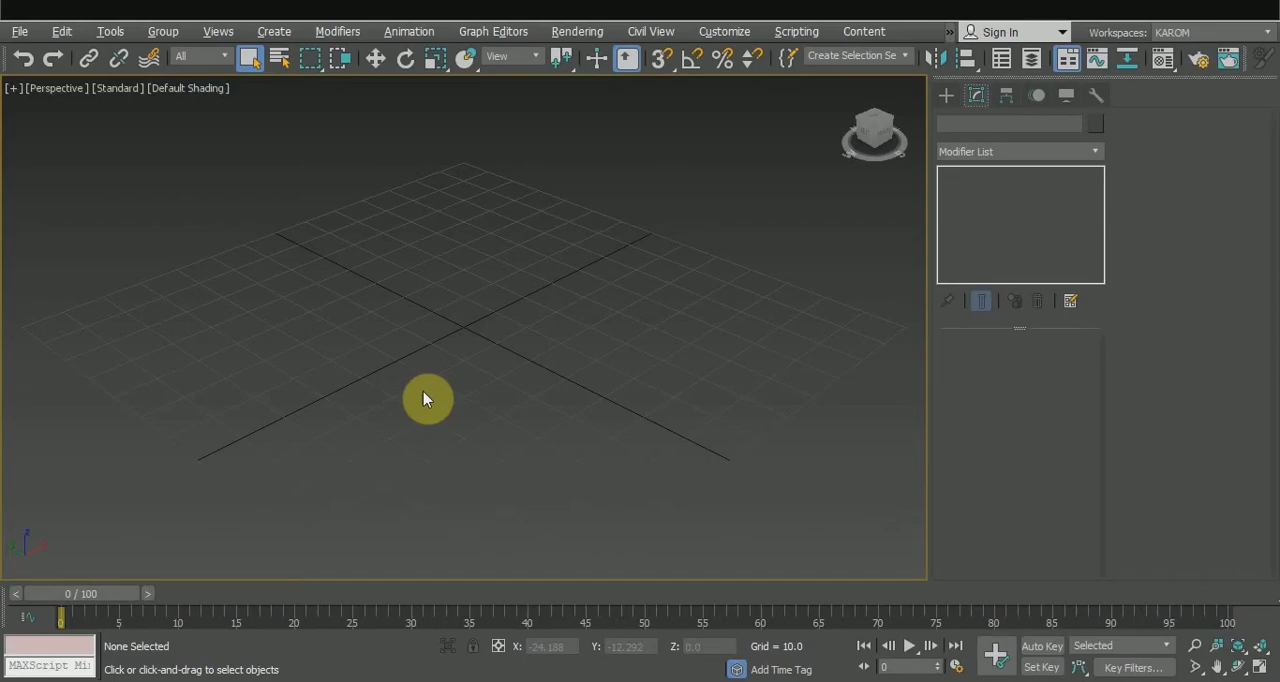 File Edit Tools Group Views Create Modifiers Animation Graph Editors Rendering Civil View Customize Scripting Content » Sign In Workspaces: KAROM
All View Create Selection Se
[+] [Perspective] [Standard] [Default Shading]
Modifier List
< 0 / 100 >
0 5 10 15 20 25 30 35 40 45 50 55 60 65 70 75 80 85 90 95 100
None Selected X: -24.188 Y: -12.292 Z: 0.0 Grid = 10.0 Auto Key Selected
MAXScript Mi: Click or click-and-drag to select objects Add Time Tag 0 Set Key Key Filters...